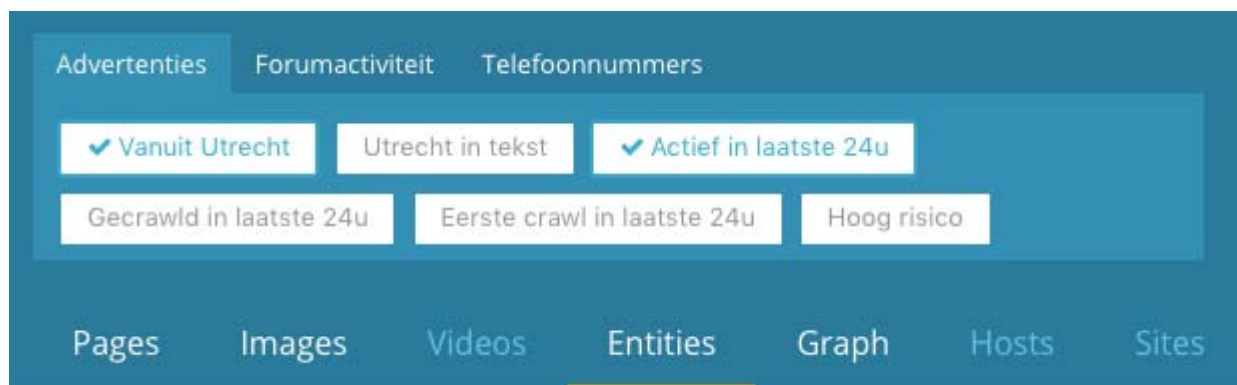 Advertenties Forumactiviteit Telefoonnummers
Vanuit Utrecht Utrecht in tekst Actief in laatste 24u
Gecrawld in laatste 24u Eerste crawl in laatste 24u Hoog risico
Pages Images Videos Entities Graph Hosts Sites